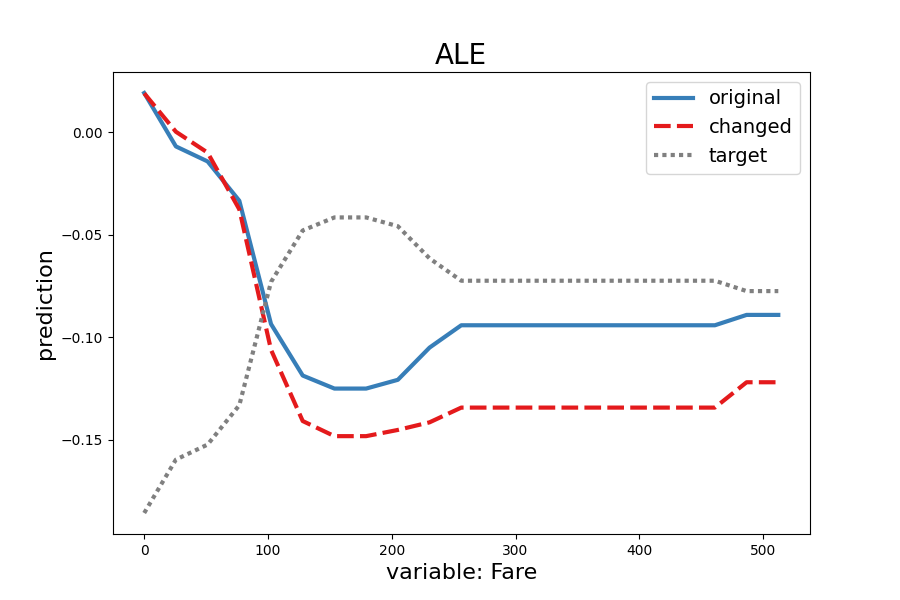 ALE
original
changed
target
prediction
0.00
−0.05
−0.10
−0.15
0
100
200
300
400
500
variable: Fare